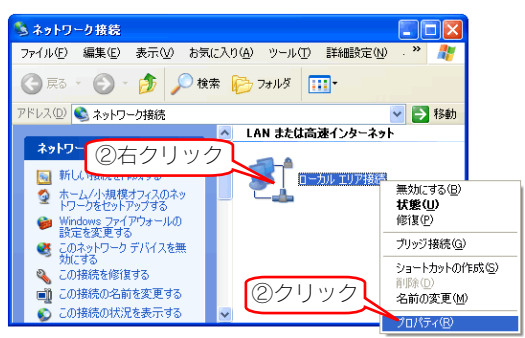 ネットワーク接続
ファイル(F) 編集(E) 表示(V) お気に入り(A) ツール(T) 詳細設定(N) »
戻る 検索 フォルダ
アドレス(D) ネットワーク接続 移動
ネットワー
LAN または高速インターネット
②右クリック
ローカル エリア接続
新しい接続を作成する
ホーム/小規模オフィスのネッ
トワークをセットアップする
Windows ファイアウォールの
設定を変更する
このネットワーク デバイスを無
効にする
この接続を修復する
この接続の名前を変更する
この接続の状況を表示する
無効にする(B)
状態(U)
修復(P)
ブリッジ接続(G)
ショートカットの作成(S)
削除(D)
名前の変更(M)
プロパティ(R)
②クリック